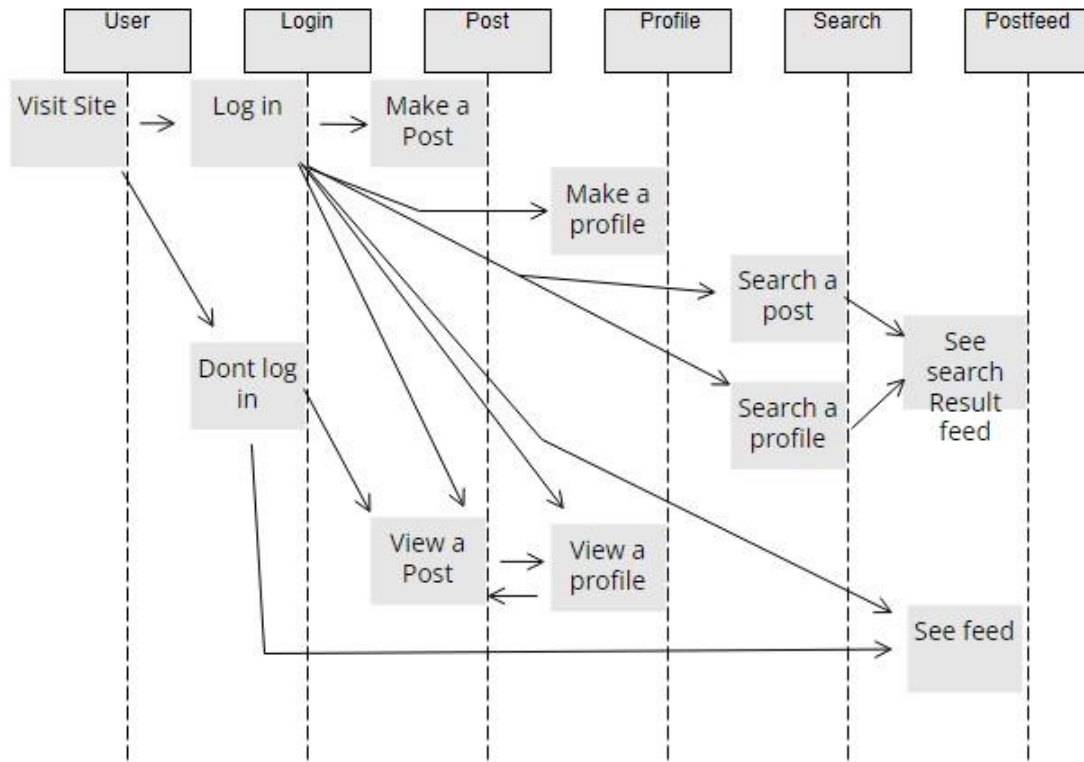 User
Login
Post
Profile
Search
Postfeed
Visit Site
Log in
Make a
Post
Make a
profile
Search a
post
See
search
Result
feed
Dont log
in
Search a
profile
View a
Post
View a
profile
See feed